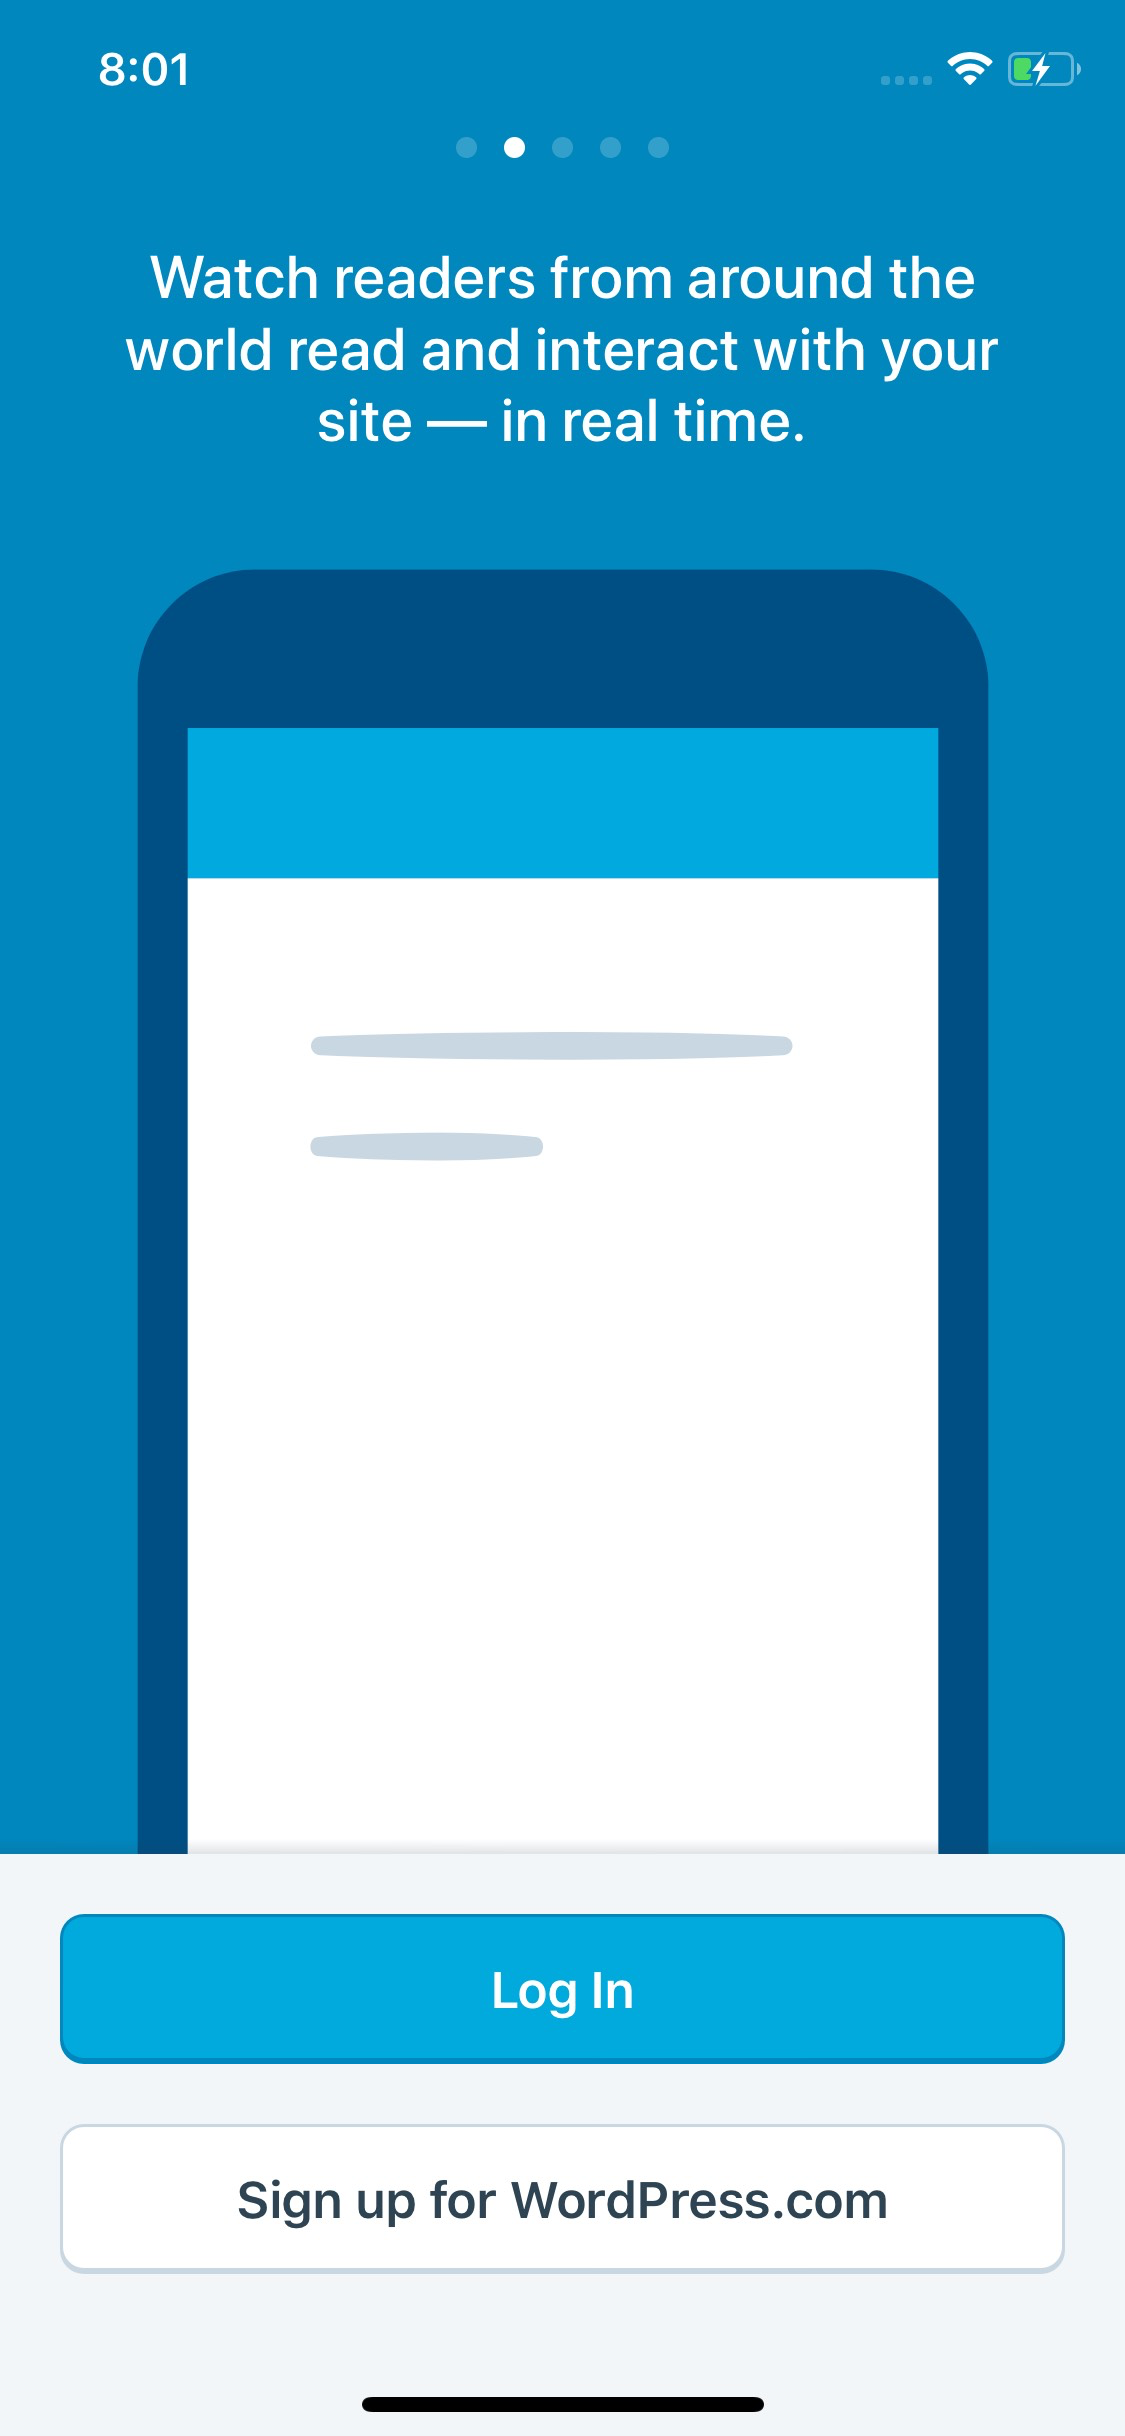 8:01
Watch readers from around the
world read and interact with your
site — in real time.
Log In
Sign up for WordPress.com